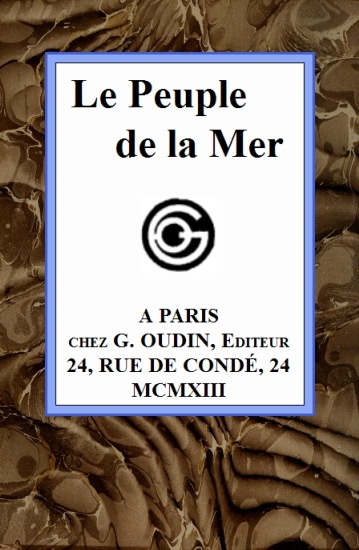 Le Peuple
de la Mer
A PARIS
CHEZ G. OUDIN, EDITEUR
24, RUE DE CONDÉ, 24
MCMXIII